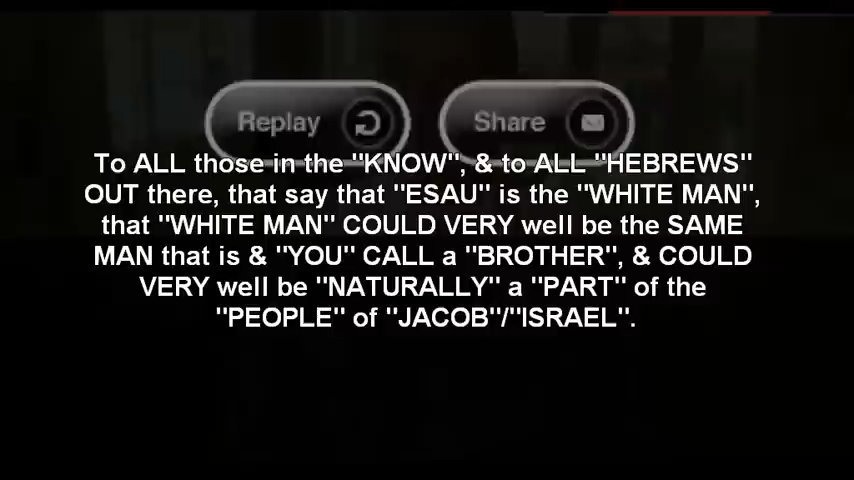 Replay Share
To ALL those in the "KNOW", & to ALL "HEBREWS"
OUT there, that say that "ESAU" is the "WHITE MAN",
that "WHITE MAN" COULD VERY well be the SAME
MAN that is & "YOU" CALL a "BROTHER", & COULD
VERY well be "NATURALLY" a "PART" of the
"PEOPLE" of "JACOB"/"ISRAEL".